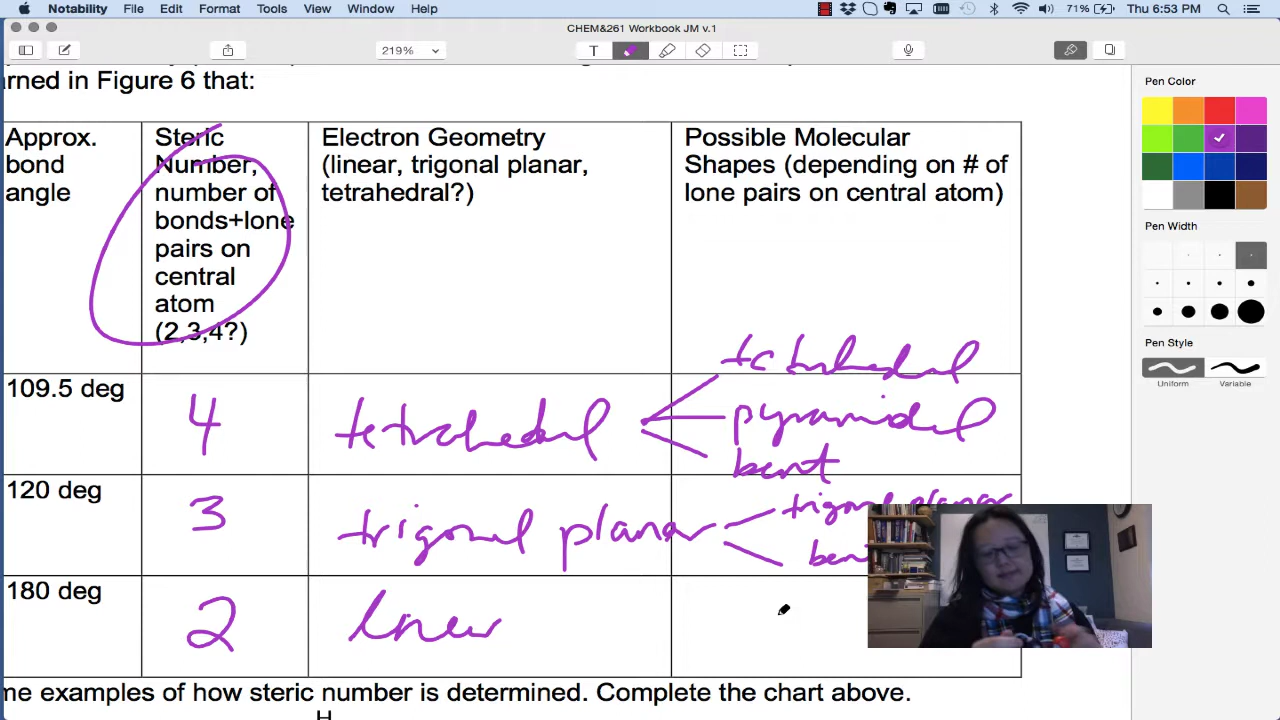 Notability File Edit Format Tools View Window Help 71% Thu 6:53 PM
CHEM&261 Workbook JM v.1
219% T
arned in Figure 6 that:
Pen Color
Pen Width
Pen Style
Uniform Variable
Approx.
bond
angle
Steric
Number,
number of
bonds+lone
pairs on
central
atom
(2,3,4?)
Electron Geometry
(linear, trigonal planar,
tetrahedral?)
Possible Molecular
Shapes (depending on # of
lone pairs on central atom)
109.5 deg
4
tetrahedral
tetrahedral
pyramidal
bent
120 deg
3
trigonal planar
trigonal planar
bent
180 deg
2
linear
me examples of how steric number is determined. Complete the chart above.
H